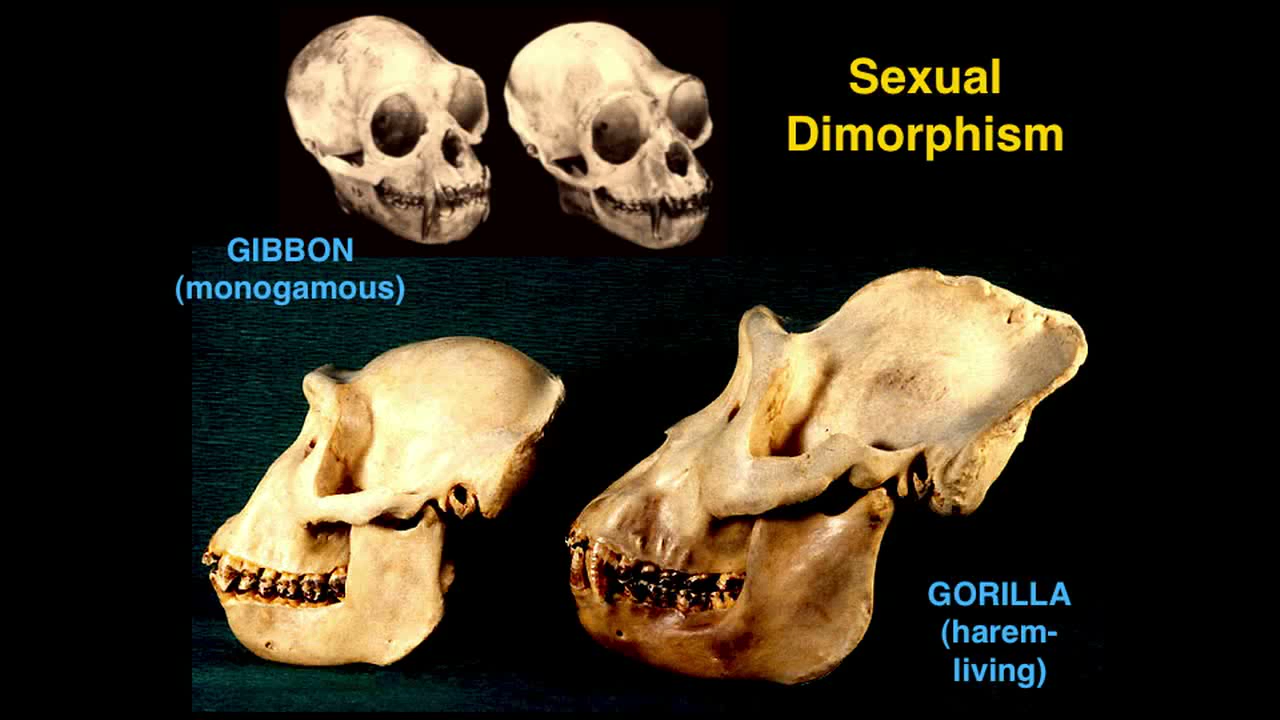 Sexual
Dimorphism
GIBBON
(monogamous)
GORILLA
(harem-
living)